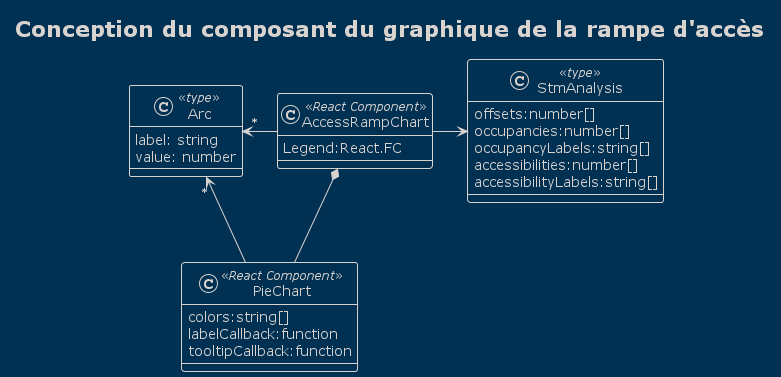 Conception du composant du graphique de la rampe d'accès
C «type»
Arc
label: string
value: number
*
C «React Component»
AccessRampChart
Legend:React.FC
C «type»
StmAnalysis
offsets:number[]
occupancies:number[]
occupancyLabels:string[]
accessibilities:number[]
accessibilityLabels:string[]
*
C «React Component»
PieChart
colors:string[]
labelCallback:function
tooltipCallback:function